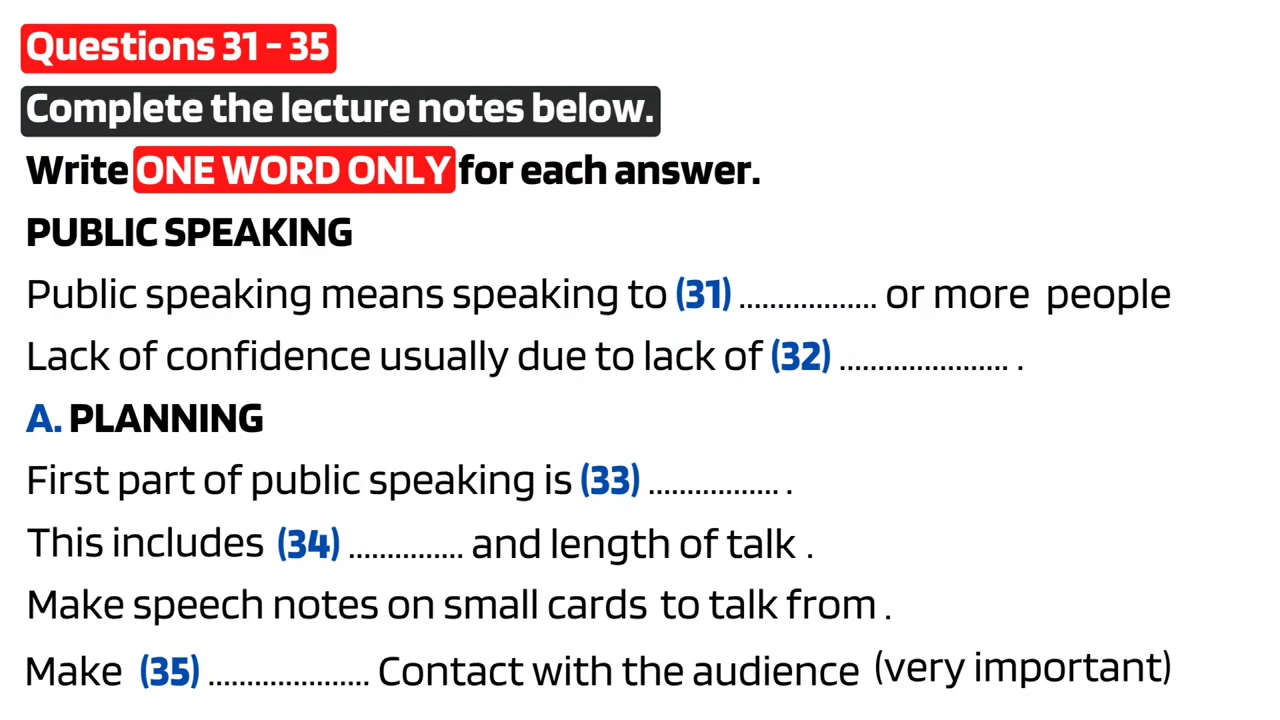 Questions 31 - 35
Complete the lecture notes below.
Write ONE WORD ONLY for each answer.
PUBLIC SPEAKING
Public speaking means speaking to (31) .................. or more people
Lack of confidence usually due to lack of (32) ...................... .
A. PLANNING
First part of public speaking is (33) ................. .
This includes (34) ............... and length of talk .
Make speech notes on small cards to talk from .
Make (35) ..................... Contact with the audience (very important)